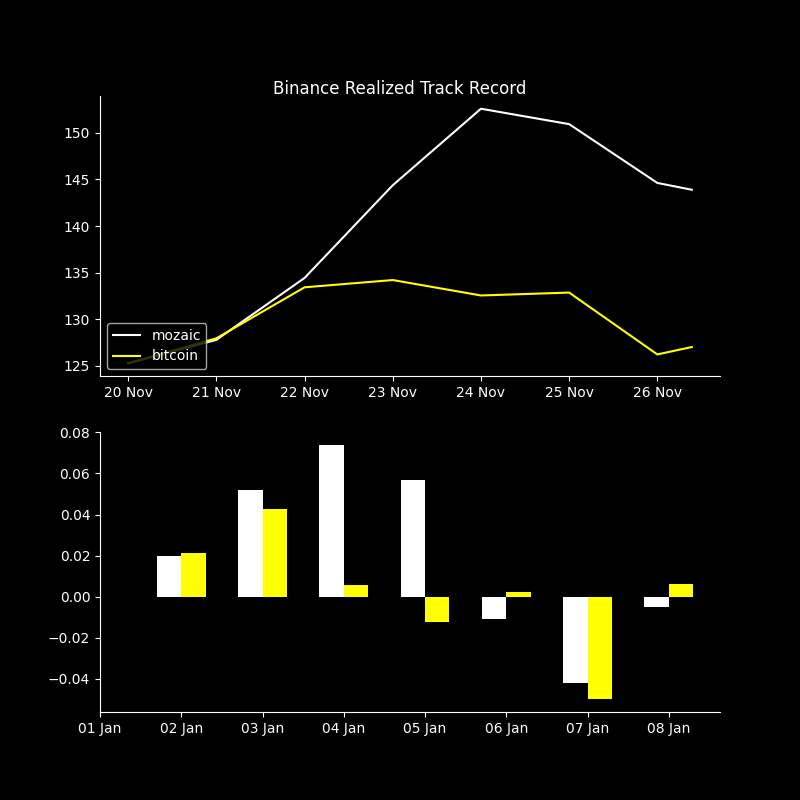 Binance Realized Track Record
150
145
140
135
130
125
mozaic
bitcoin
20 Nov 21 Nov 22 Nov 23 Nov 24 Nov 25 Nov 26 Nov
0.08
0.06
0.04
0.02
0.00
−0.02
−0.04
01 Jan 02 Jan 03 Jan 04 Jan 05 Jan 06 Jan 07 Jan 08 Jan